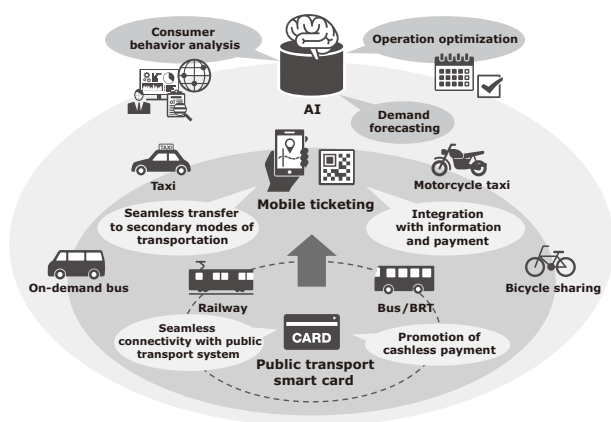 Consumer
behavior analysis
Operation optimization
AI
Demand
forecasting
TAXI
Taxi
Motorcycle taxi
Mobile ticketing
Seamless transfer
to secondary modes of
transportation
Integration
with information
and payment
On-demand bus
Bicycle sharing
Railway
Bus/BRT
Seamless
connectivity with public
transport system
CARD
Promotion of
cashless payment
Public transport
smart card